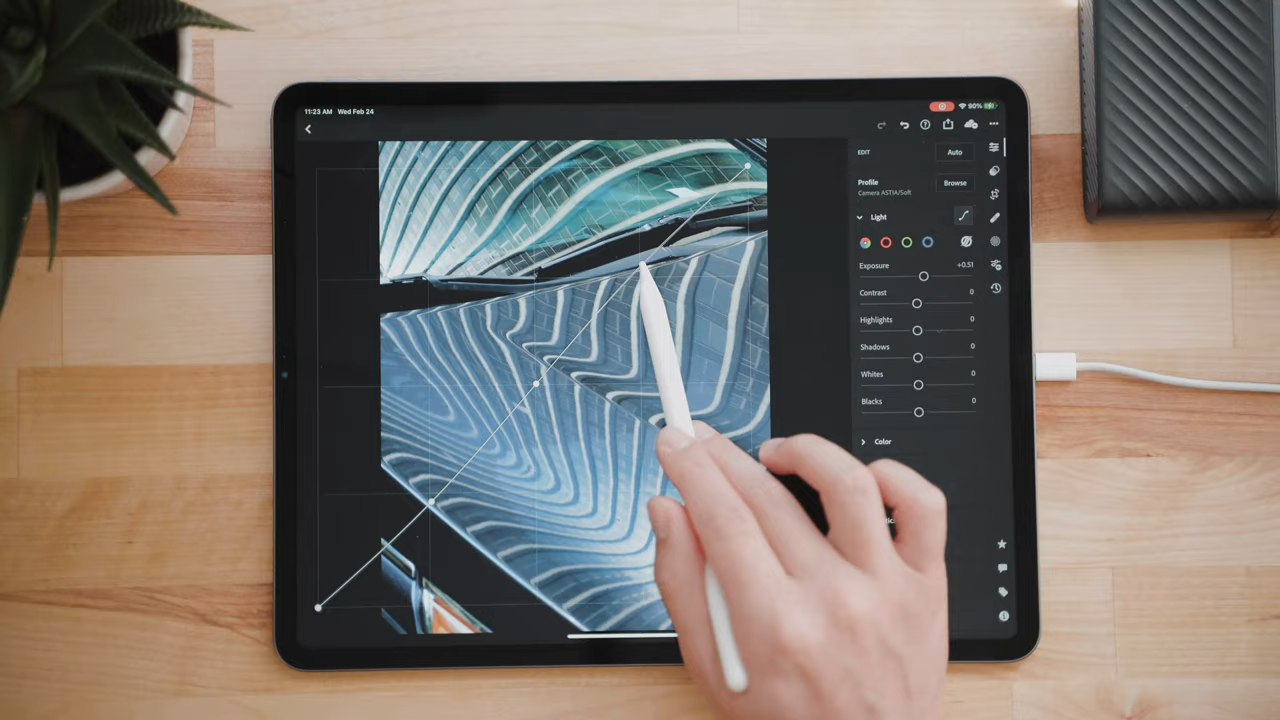 11:23 AM Wed Feb 24
90%
EDIT
Auto
Profile
Browse
Camera ASTIA/Soft
Light
Exposure +0.51
Contrast 0
Highlights 0
Shadows 0
Whites 0
Blacks 0
Color